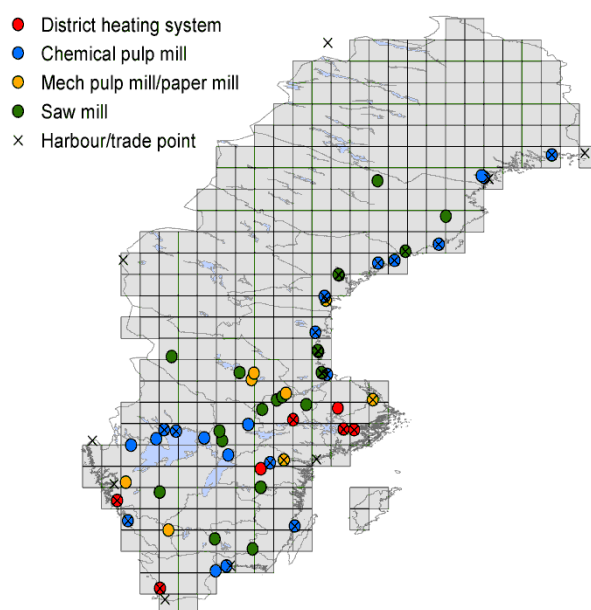 District heating system
Chemical pulp mill
Mech pulp mill/paper mill
Saw mill
Harbour/trade point